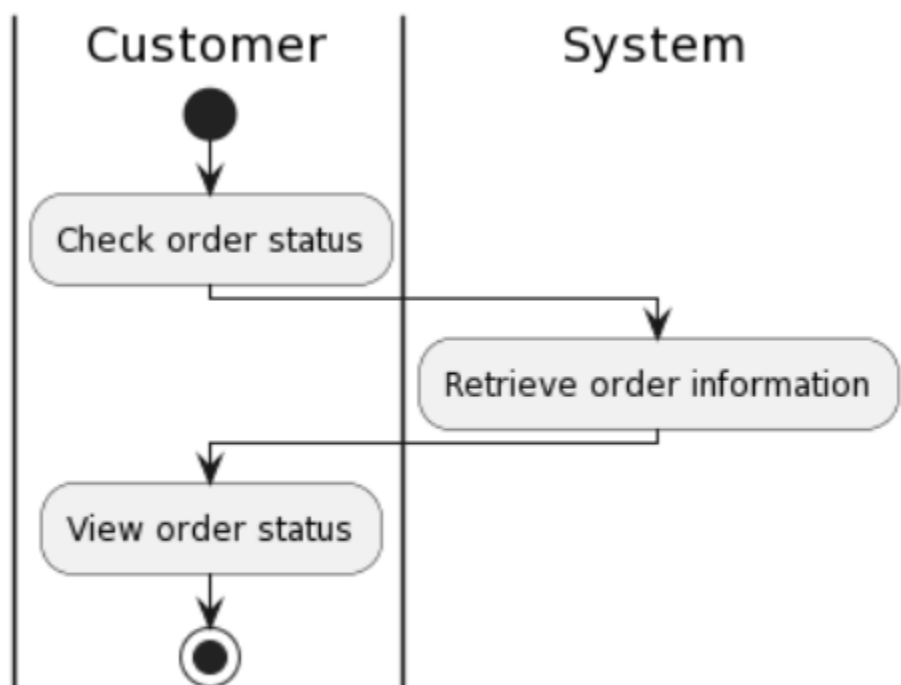 Customer
System
Check order status
Retrieve order information
View order status